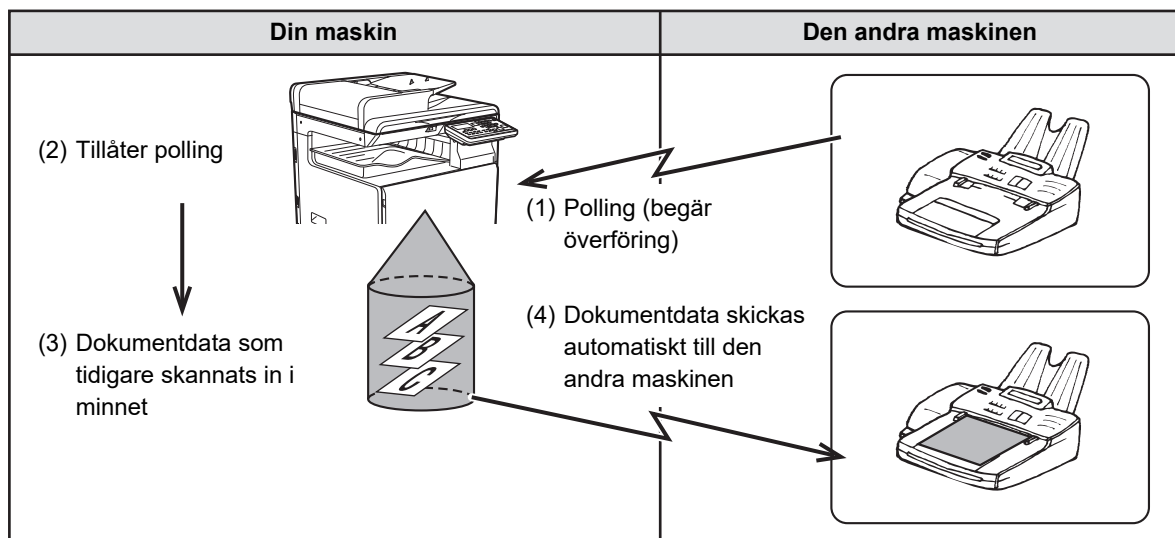 Din maskin
Den andra maskinen
(2) Tillåter polling
(1) Polling (begär
överföring)
(3) Dokumentdata som
tidigare skannats in i
minnet
(4) Dokumentdata skickas
automatiskt till den
andra maskinen
A
B
C